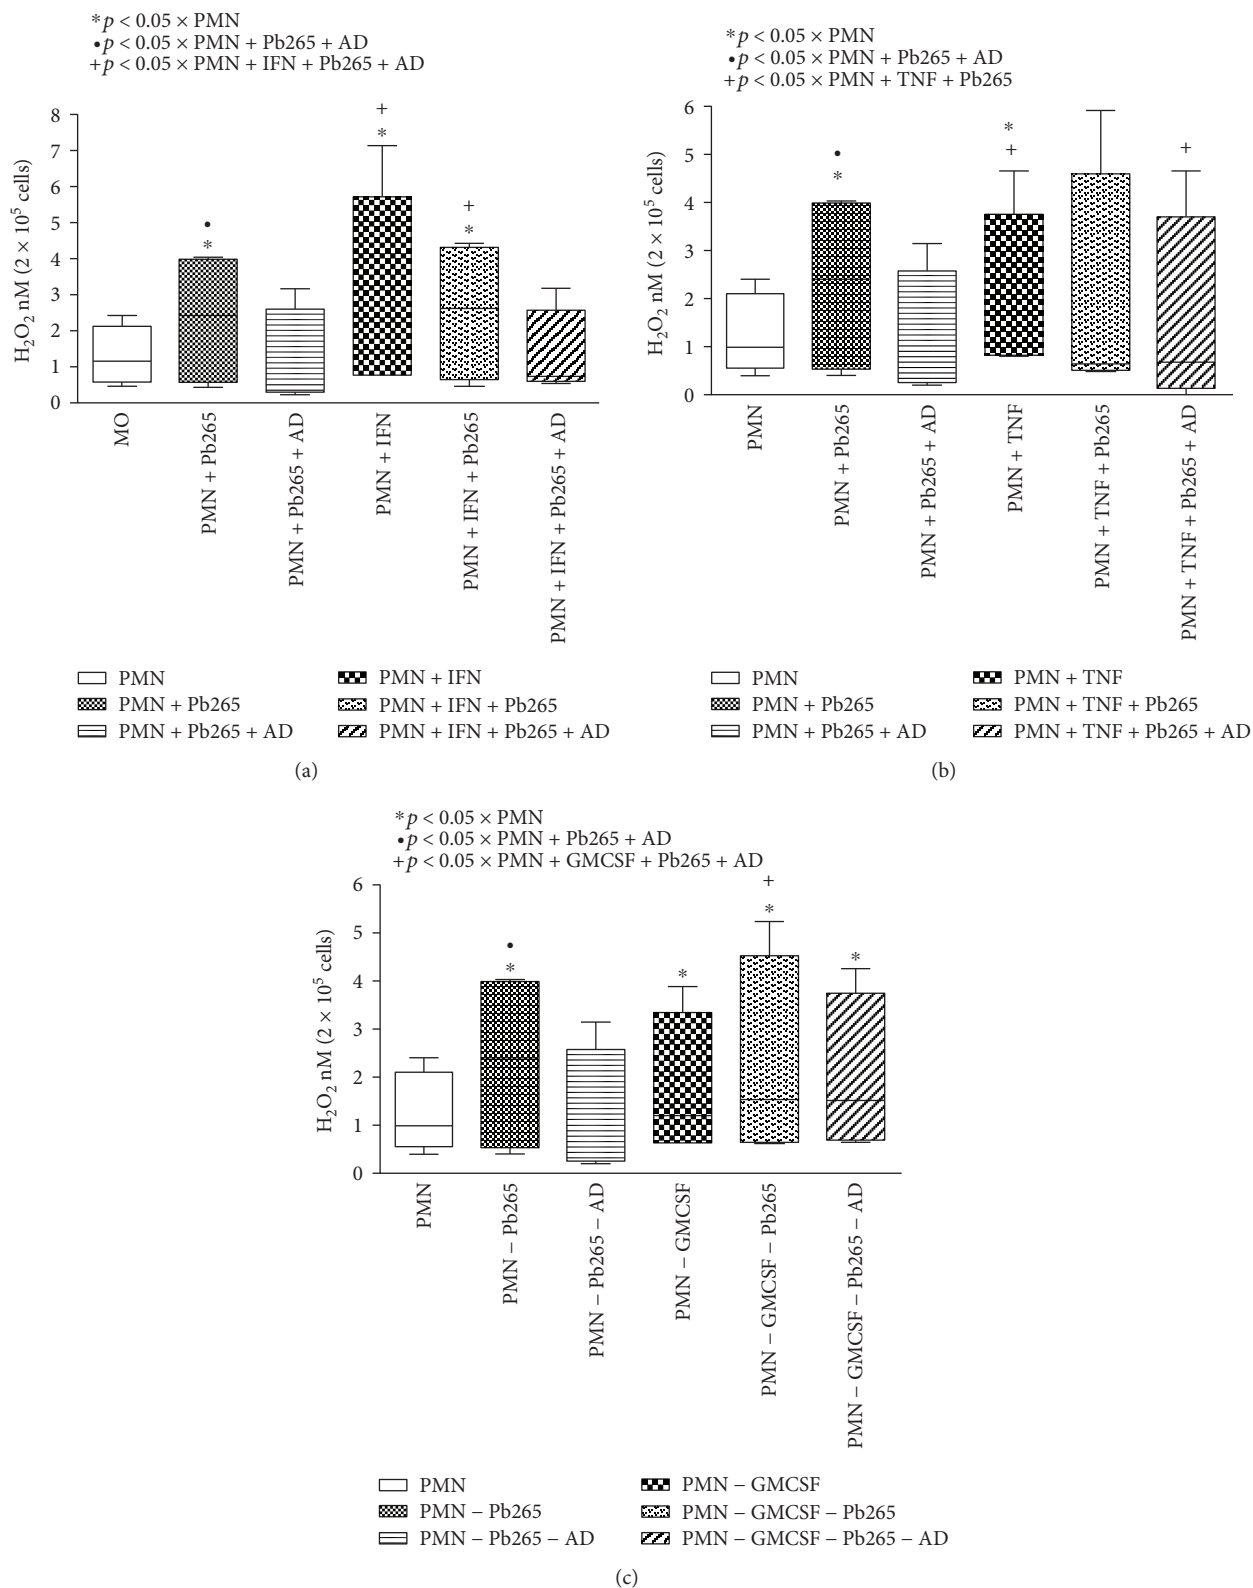 *p < 0.05 × PMN
•p < 0.05 × PMN + Pb265 + AD
+p < 0.05 × PMN + IFN + Pb265 + AD
H₂O₂ nM (2 × 10⁵ cells)
8
7
6
5
4
3
2
1
0
+
*
•
*
+
*
MO
PMN + Pb265
PMN + Pb265 + AD
PMN + IFN
PMN + IFN + Pb265
PMN + IFN + Pb265 + AD
PMN
PMN + Pb265
PMN + Pb265 + AD
PMN + IFN
PMN + IFN + Pb265
PMN + IFN + Pb265 + AD
(a)
*p < 0.05 × PMN
•p < 0.05 × PMN + Pb265 + AD
+p < 0.05 × PMN + TNF + Pb265
H₂O₂ nM (2 × 10⁵ cells)
6
5
4
3
2
1
0
•
*
*
+
+
PMN
PMN + Pb265
PMN + Pb265 + AD
PMN + TNF
PMN + TNF + Pb265
PMN + TNF + Pb265 + AD
PMN
PMN + Pb265
PMN + Pb265 + AD
PMN + TNF
PMN + TNF + Pb265
PMN + TNF + Pb265 + AD
(b)
*p < 0.05 × PMN
•p < 0.05 × PMN + Pb265 + AD
+p < 0.05 × PMN + GMCSF + Pb265 + AD
H₂O₂ nM (2 × 10⁵ cells)
6
5
4
3
2
1
0
•
*
*
+
*
*
PMN
PMN – Pb265
PMN – Pb265 – AD
PMN – GMCSF
PMN – GMCSF – Pb265
PMN – GMCSF – Pb265 – AD
PMN
PMN – Pb265
PMN – Pb265 – AD
PMN – GMCSF
PMN – GMCSF – Pb265
PMN – GMCSF – Pb265 – AD
(c)